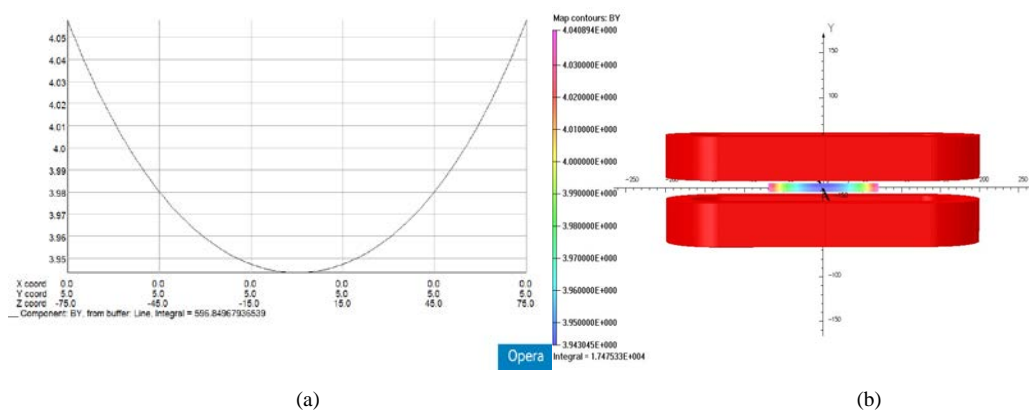 4.05
4.04
4.03
4.02
4.01
4.0
3.99
3.98
3.97
3.96
3.95
X coord 0.0 0.0 0.0 0.0 0.0 0.0
Y coord 5.0 5.0 5.0 5.0 5.0 5.0
Z coord -75.0 -45.0 -15.0 15.0 45.0 75.0
Component: BY, from buffer: Line, Integral = 596.84967936539
Opera
Map contours: BY
4.040894E+000
4.030000E+000
4.020000E+000
4.010000E+000
4.000000E+000
3.990000E+000
3.980000E+000
3.970000E+000
3.960000E+000
3.950000E+000
3.943045E+000
Integral = 1.747533E+004
Y
150
100
-250
200
250
-100
-150
(a)
(b)